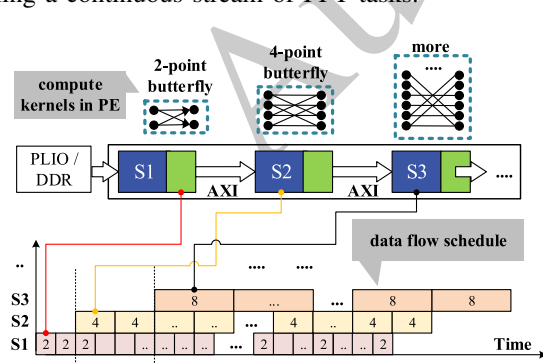 ing a continuous stream of FFT tasks.
Au
more
4-point
butterfly
2-point
butterfly
compute
kernels in PE
....
PLIO /
DDR
S1
S2
S3
....
AXI
AXI
data flow schedule
..
....
....
S3
8
...
...
8
8
S2
4
4
..
..
...
4
..
4
4
S1
2
2
2
..
..
..
..
...
2
..
..
..
..
2
Time